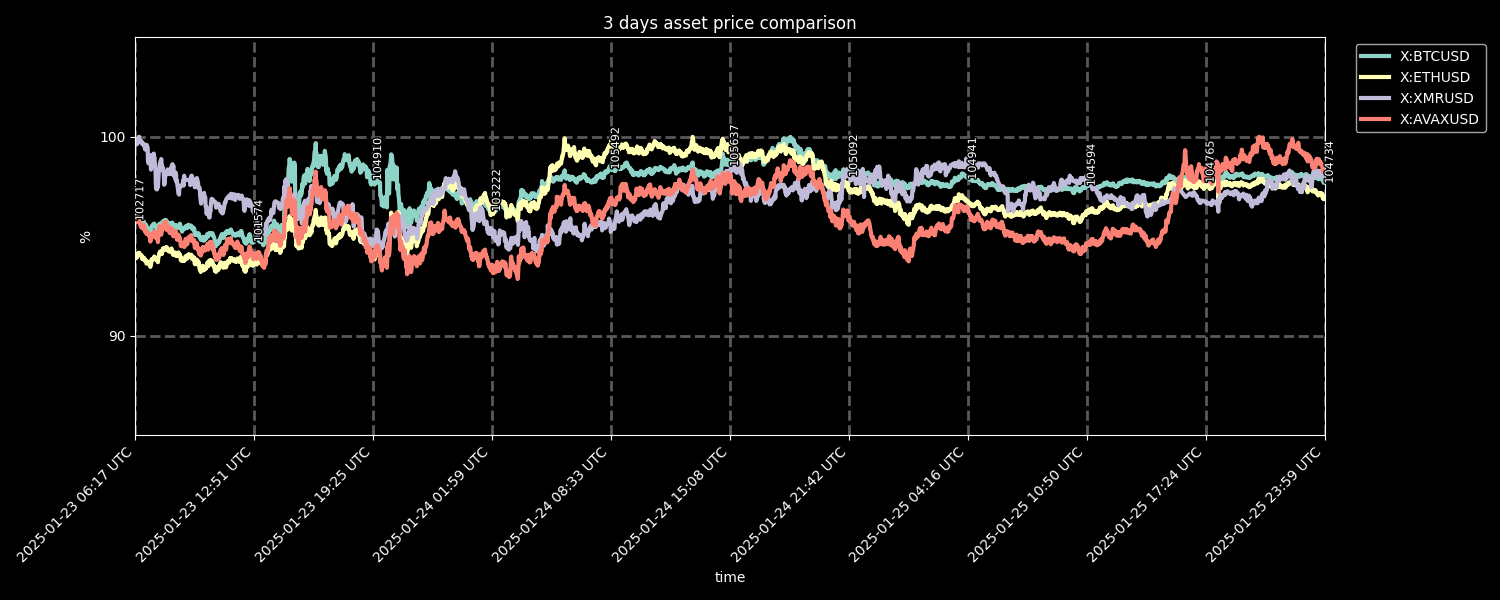 3 days asset price comparison
X:BTCUSD
X:ETHUSD
X:XMRUSD
X:AVAXUSD
100
90
%
102717
101574
104910
103222
105492
105637
105092
104941
104594
104765
104734
2025-01-23 06:17 UTC
2025-01-23 12:51 UTC
2025-01-23 19:25 UTC
2025-01-24 01:59 UTC
2025-01-24 08:33 UTC
2025-01-24 15:08 UTC
2025-01-24 21:42 UTC
2025-01-25 04:16 UTC
2025-01-25 10:50 UTC
2025-01-25 17:24 UTC
2025-01-25 23:59 UTC
time